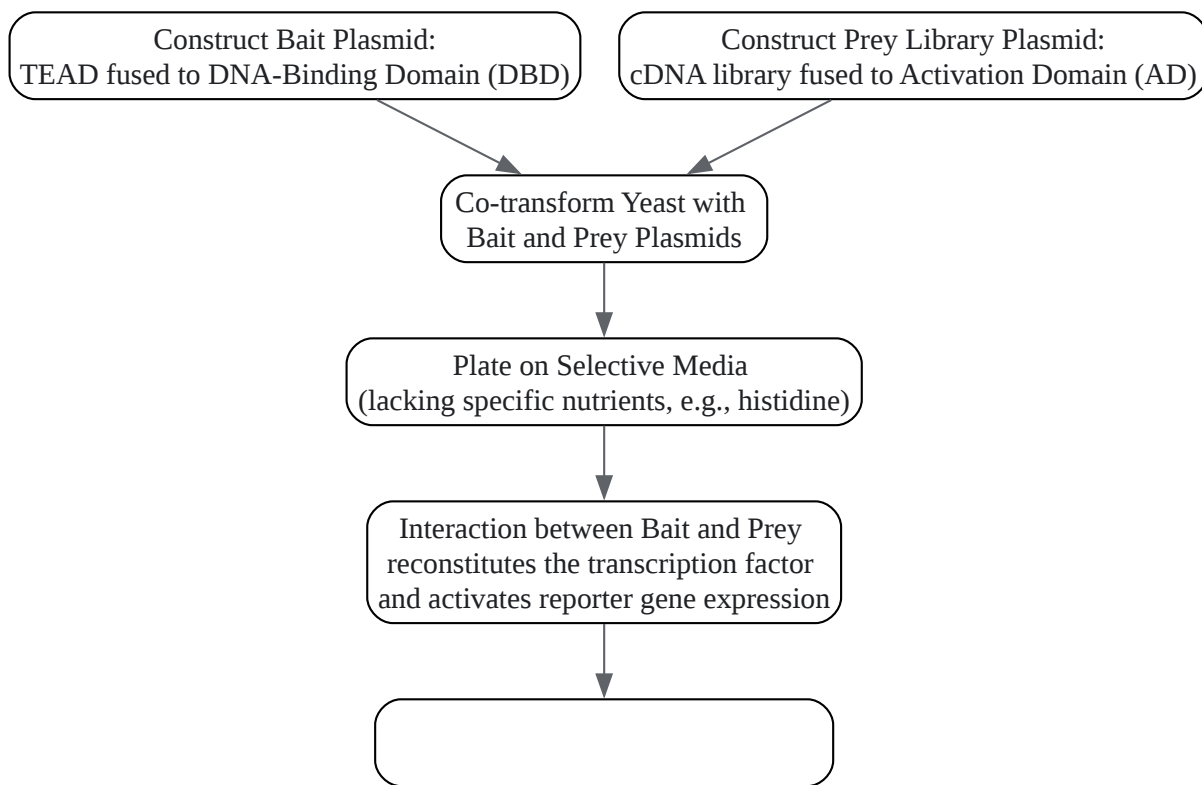 Construct Bait Plasmid:
TEAD fused to DNA-Binding Domain (DBD)
Construct Prey Library Plasmid:
cDNA library fused to Activation Domain (AD)
Co-transform Yeast with
Bait and Prey Plasmids
Plate on Selective Media
(lacking specific nutrients, e.g., histidine)
Interaction between Bait and Prey
reconstitutes the transcription factor
and activates reporter gene expression